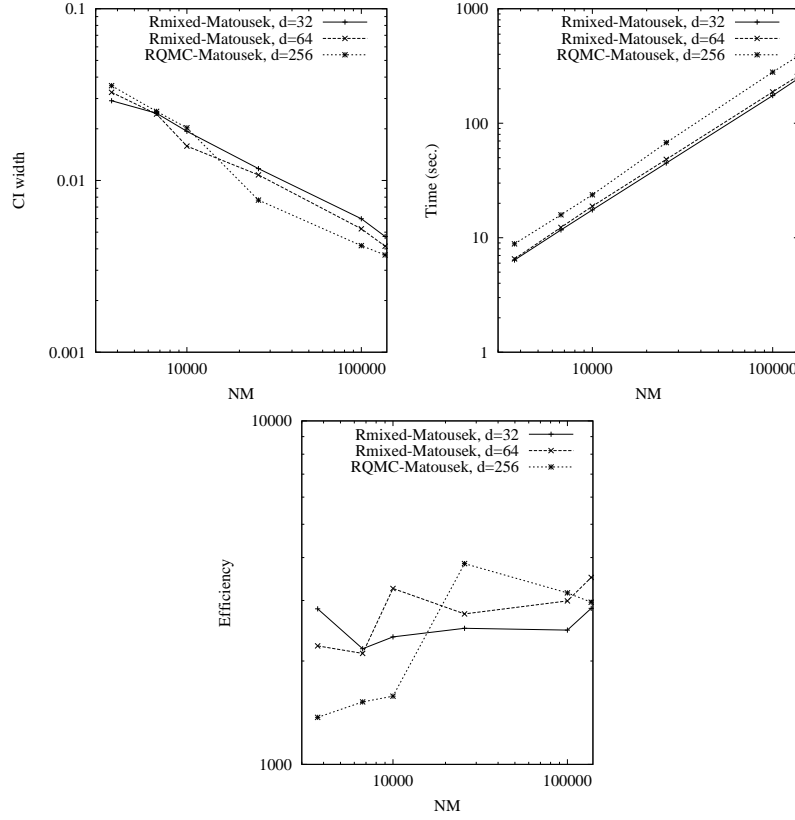 0.1
0.01
0.001
10000
100000
CI width
NM
Rmixed-Matousek, d=32
Rmixed-Matousek, d=64
RQMC-Matousek, d=256
1000
100
10
1
10000
100000
Time (sec.)
NM
Rmixed-Matousek, d=32
Rmixed-Matousek, d=64
RQMC-Matousek, d=256
10000
1000
10000
100000
Efficiency
NM
Rmixed-Matousek, d=32
Rmixed-Matousek, d=64
RQMC-Matousek, d=256